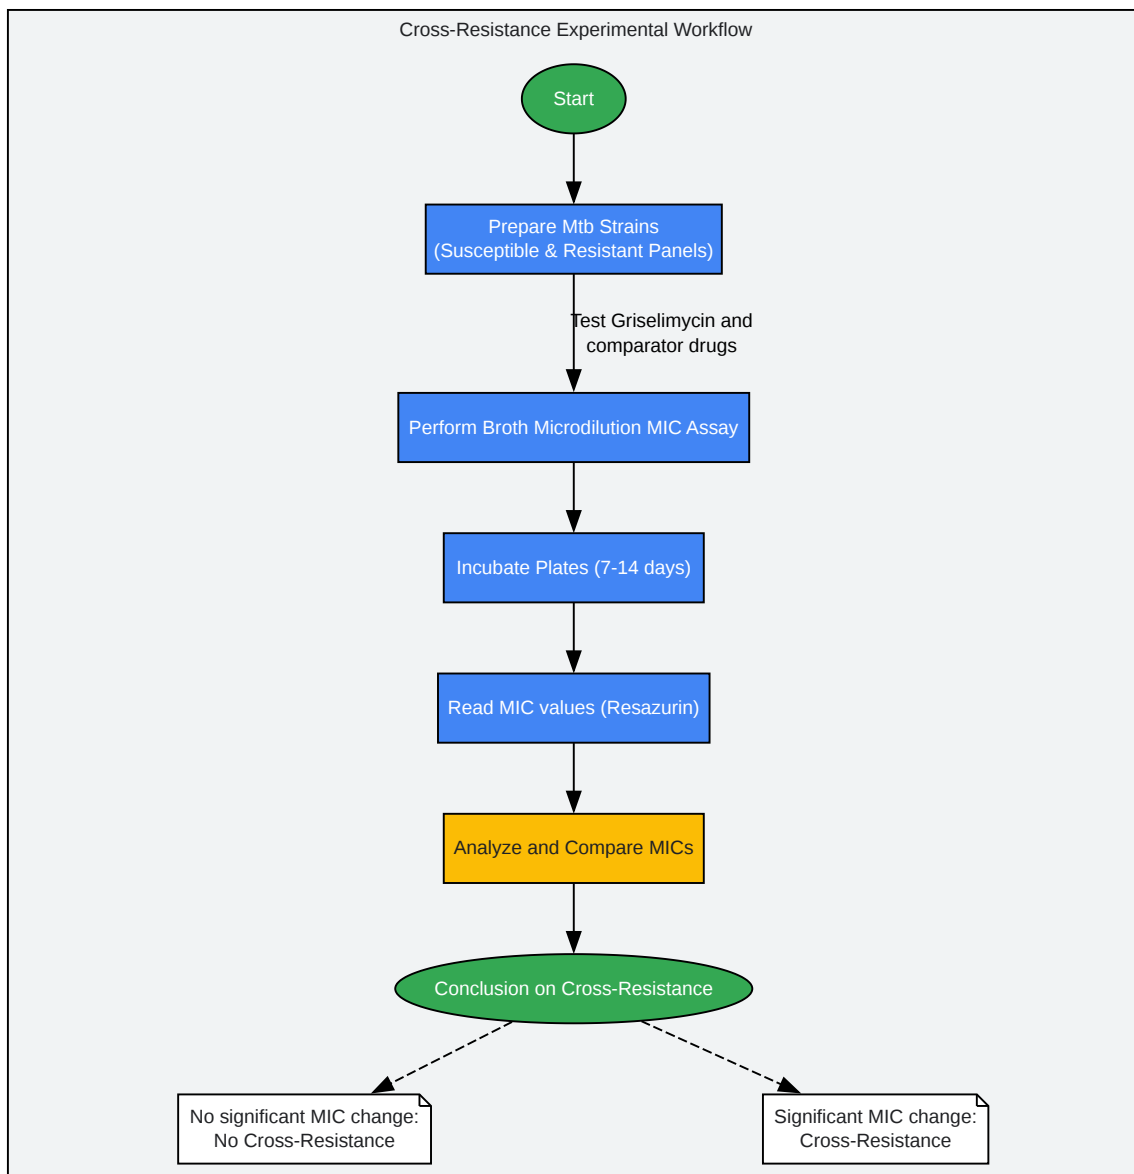 Cross-Resistance Experimental Workflow
Start
Prepare Mtb Strains
(Susceptible & Resistant Panels)
Test Griselimycin and
comparator drugs
Perform Broth Microdilution MIC Assay
Incubate Plates (7-14 days)
Read MIC values (Resazurin)
Analyze and Compare MICs
Conclusion on Cross-Resistance
No significant MIC change:
No Cross-Resistance
Significant MIC change:
Cross-Resistance